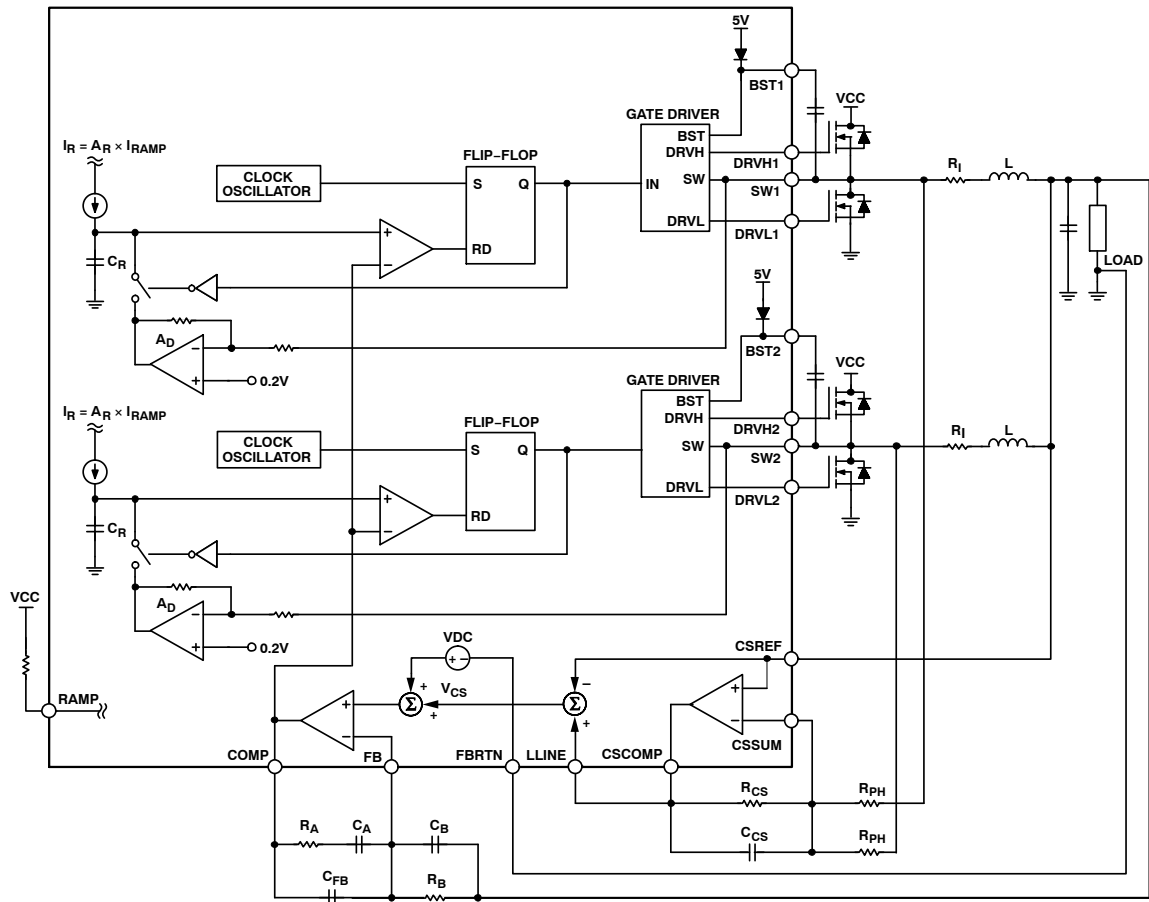 5V
BST1
VCC
GATE DRIVER
BST
DRVH
DRVH1
IN
SW
SW1
DRVL
DRVL1
I_R = A_R × I_RAMP
FLIP–FLOP
CLOCK
OSCILLATOR
S
Q
RD
+
–
C_R
A_D
–
+
0.2V
R_I
L
LOAD
5V
BST2
VCC
GATE DRIVER
BST
DRVH
DRVH2
SW
SW2
DRVL
DRVL2
I_R = A_R × I_RAMP
FLIP–FLOP
CLOCK
OSCILLATOR
S
Q
RD
+
–
C_R
A_D
–
+
0.2V
R_I
L
VCC
RAMP
VDC
+ –
CSREF
+
V_CS
–
Σ
+
Σ
+
+
–
+
–
CSSUM
COMP
FB
FBRTN
LLINE
CSCOMP
R_CS
R_PH
C_CS
R_PH
R_A
C_A
C_B
C_FB
R_B